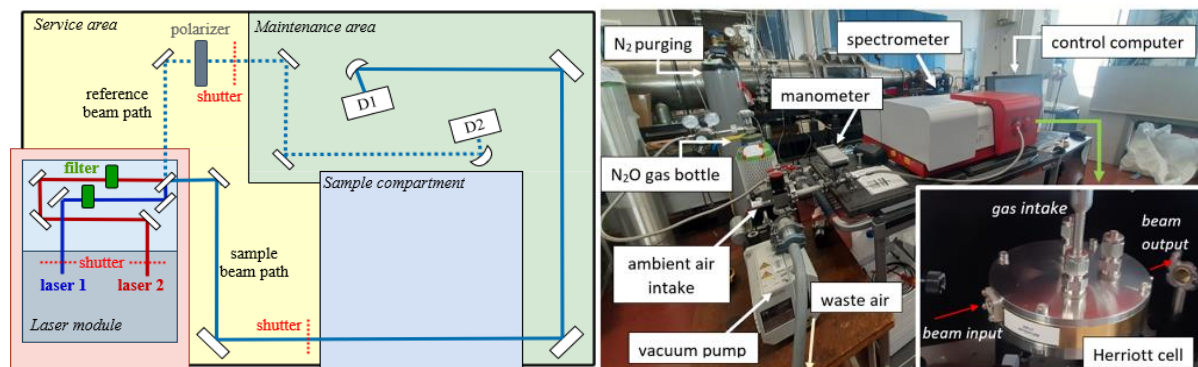 Service area
polarizer
Maintenance area
shutter
reference
beam path
D1
D2
filter
Sample compartment
shutter
laser 1
laser 2
sample
beam path
shutter
Laser module
N2 purging
spectrometer
control computer
manometer
N2O gas bottle
ambient air
intake
waste air
vacuum pump
gas intake
beam
output
beam input
Herriott cell